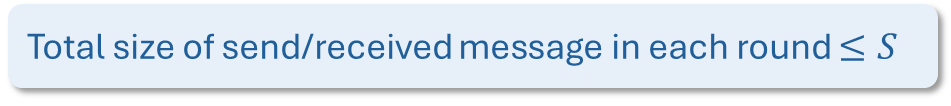 Total size of send/received message in each round ≤ S